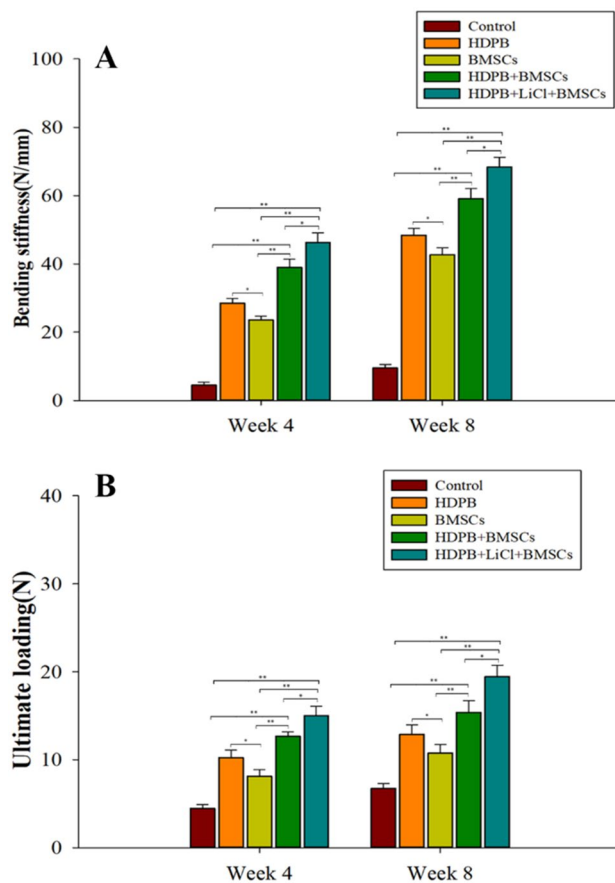 A
Control
HDPB
BMSCs
HDPB+BMSCs
HDPB+LiCl+BMSCs
Bending stiffness(N/mm)
100
80
60
40
20
0
** ** * ** ** *
** ** * ** ** *
Week 4 Week 8
B
Control
HDPB
BMSCs
HDPB+BMSCs
HDPB+LiCl+BMSCs
Ultimate loading(N)
40
30
20
10
0
** ** * ** ** *
** ** * ** ** *
Week 4 Week 8